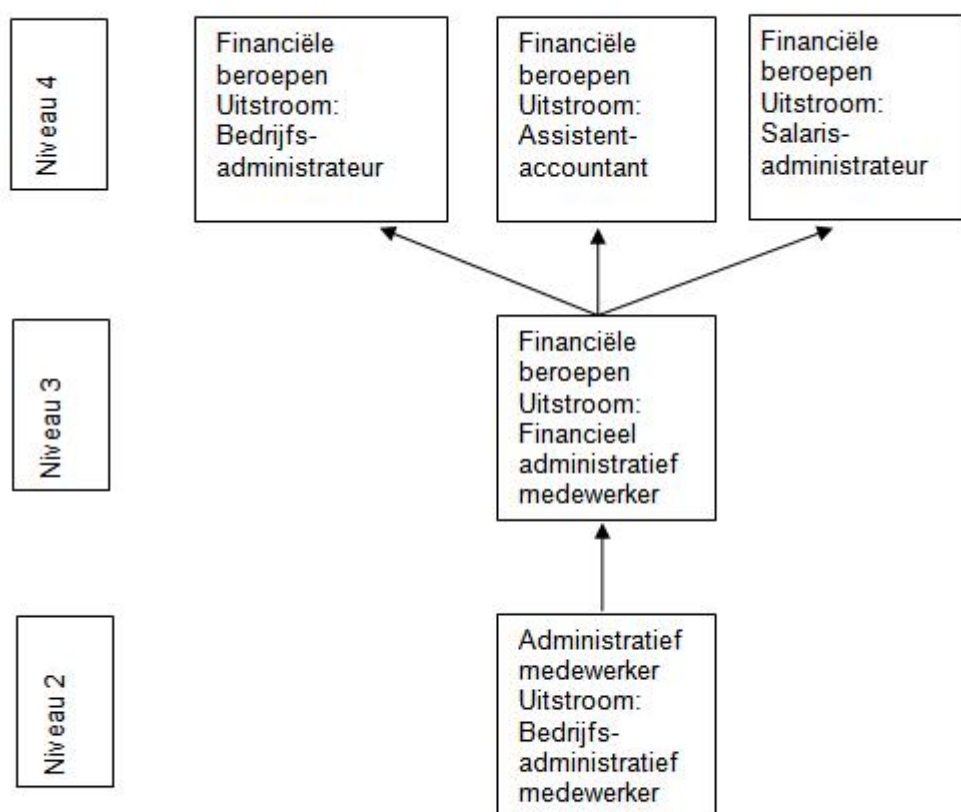 Niveau 4
Financiële
beroepen
Uitstroom:
Bedrijfs-
administrateur
Financiële
beroepen
Uitstroom:
Assistent-
accountant
Financiële
beroepen
Uitstroom:
Salaris-
administrateur
Niveau 3
Financiële
beroepen
Uitstroom:
Financieel
administratief
medewerker
Niveau 2
Administratief
medewerker
Uitstroom:
Bedrijfs-
administratief
medewerker